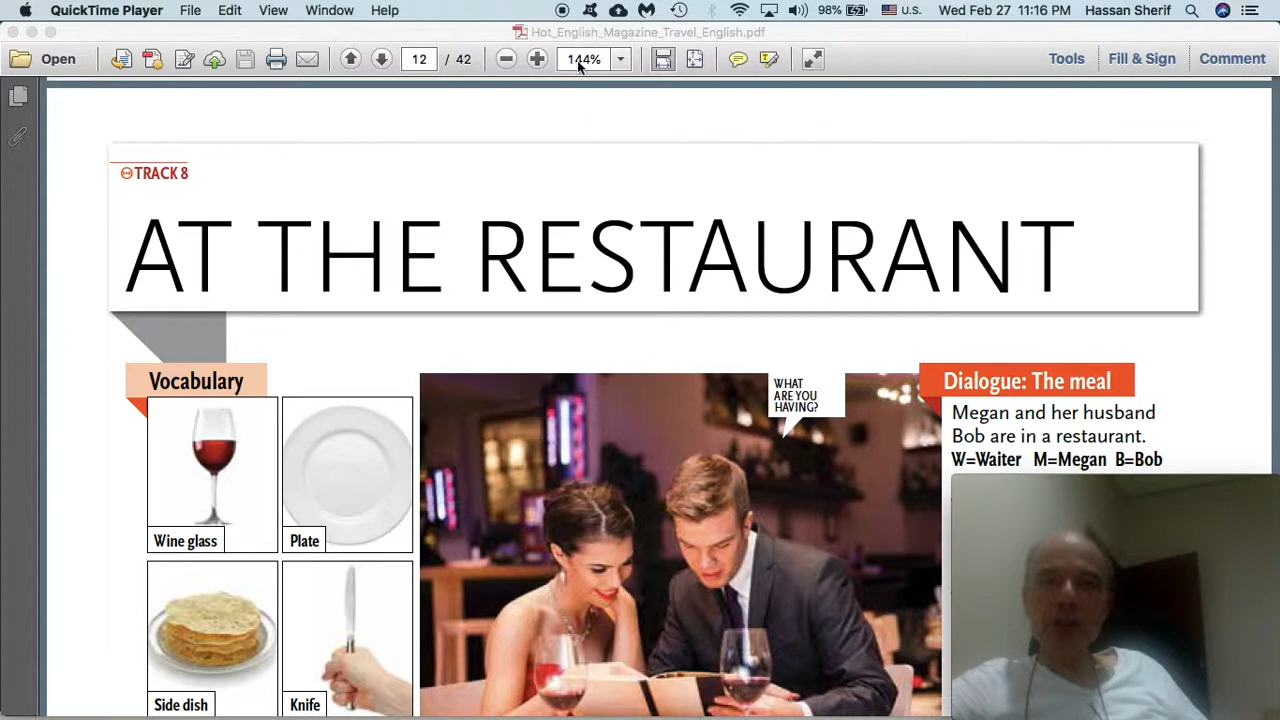 QuickTime Player File Edit View Window Help 98% U.S. Wed Feb 27 11:16 PM Hassan Sherif
Hot_English_Magazine_Travel_English.pdf
Open 12 / 42 144% Tools Fill & Sign Comment
TRACK 8
AT THE RESTAURANT
Vocabulary
Wine glass
Plate
Side dish
Knife
WHAT
ARE YOU
HAVING?
Dialogue: The meal
Megan and her husband
Bob are in a restaurant.
W=Waiter M=Megan B=Bob